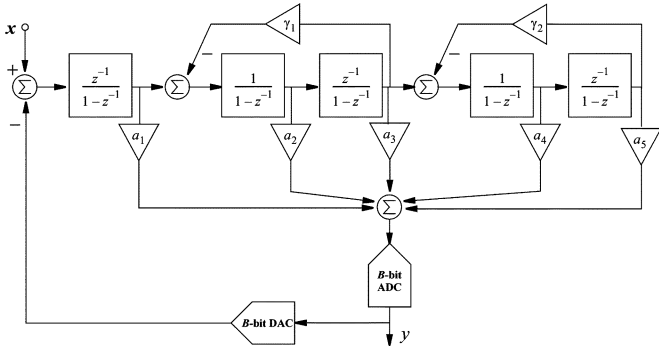 γ₁
γ₂
x
+
−
−
z⁻¹
1 − z⁻¹
1
1 − z⁻¹
z⁻¹
1 − z⁻¹
1
1 − z⁻¹
z⁻¹
1 − z⁻¹
Σ
Σ
Σ
−
a₁
a₂
a₃
a₄
a₅
Σ
B-bit
ADC
B-bit DAC
y